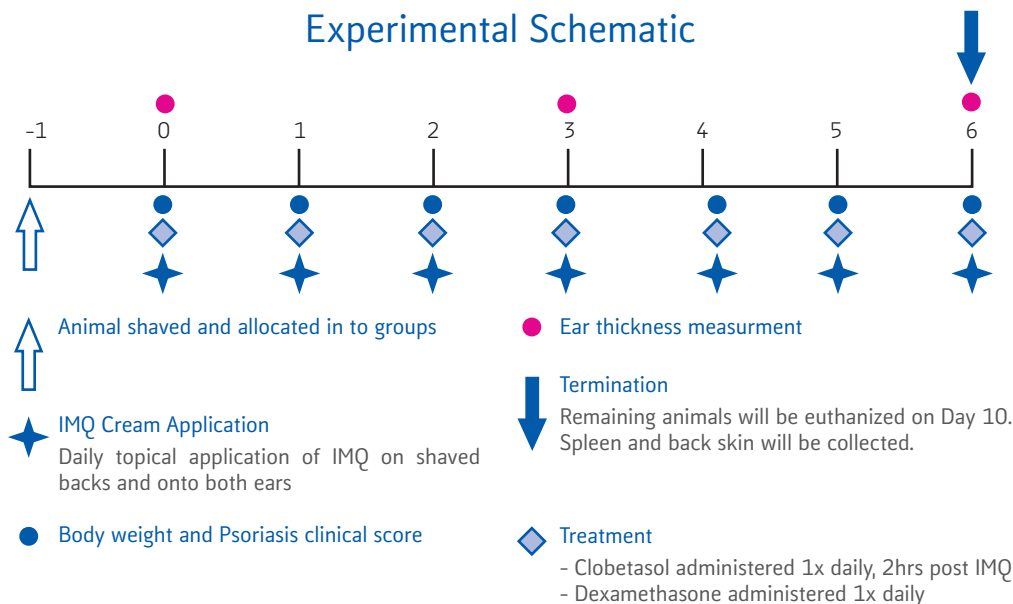 Experimental Schematic
-1 0 1 2 3 4 5 6
Animal shaved and allocated in to groups
IMQ Cream Application
Daily topical application of IMQ on shaved
backs and onto both ears
Body weight and Psoriasis clinical score
Ear thickness measurment
Termination
Remaining animals will be euthanized on Day 10.
Spleen and back skin will be collected.
Treatment
- Clobetasol administered 1x daily, 2hrs post IMQ
- Dexamethasone administered 1x daily